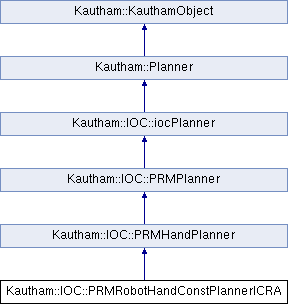 Kautham::KauthamObject
Kautham::Planner
Kautham::IOC::iocPlanner
Kautham::IOC::PRMPlanner
Kautham::IOC::PRMHandPlanner
Kautham::IOC::PRMRobotHandConstPlannerICRA